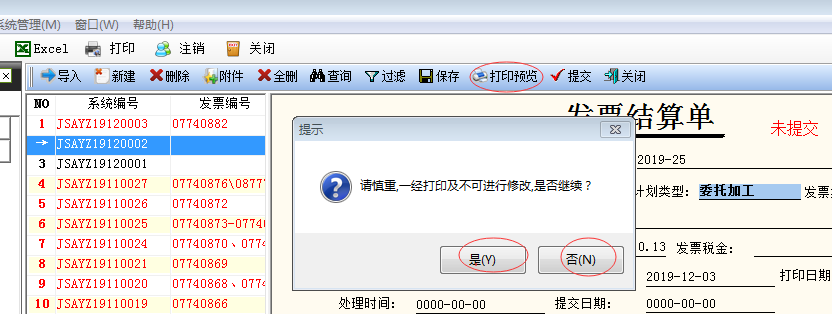 系统管理(M) 窗口(W) 帮助(H)
Excel 打印 注销 关闭
导入 新建 删除 附件 全删 查询 过滤 保存 打印预览 提交 关闭
NO 系统编号 发票编号
1 JSAYZ19120003 07740882
JSAYZ19120002
3 JSAYZ19120001
4 JSAYZ19110027 07740876\0877
5 JSAYZ19110026 07740872
6 JSAYZ19110025 07740873-0774
7 JSAYZ19110024 07740870、0774
8 JSAYZ19110021 07740869
9 JSAYZ19110020 07740868、0774
10 JSAYZ19110019 07740866
发票结算单
未提交
2019-25
计划类型: 委托加工 发票
0.13 发票税金:
2019-12-03 打印日期
处理时间: 0000-00-00 提交日期: 0000-00-00
提示
请慎重,一经打印及不可进行修改,是否继续？
是(Y) 否(N)